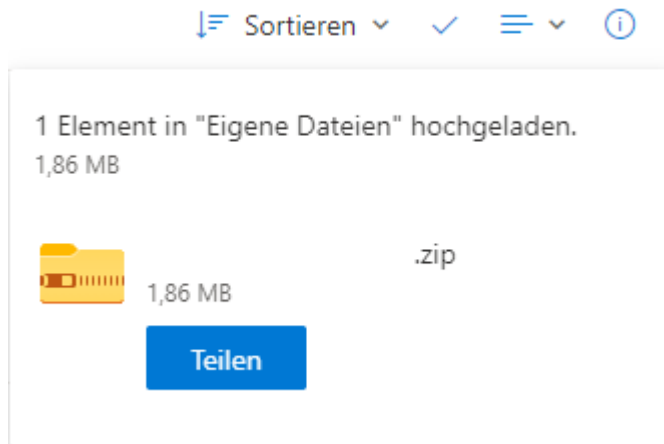 Sortieren
1 Element in "Eigene Dateien" hochgeladen.
1,86 MB
.zip
1,86 MB
Teilen